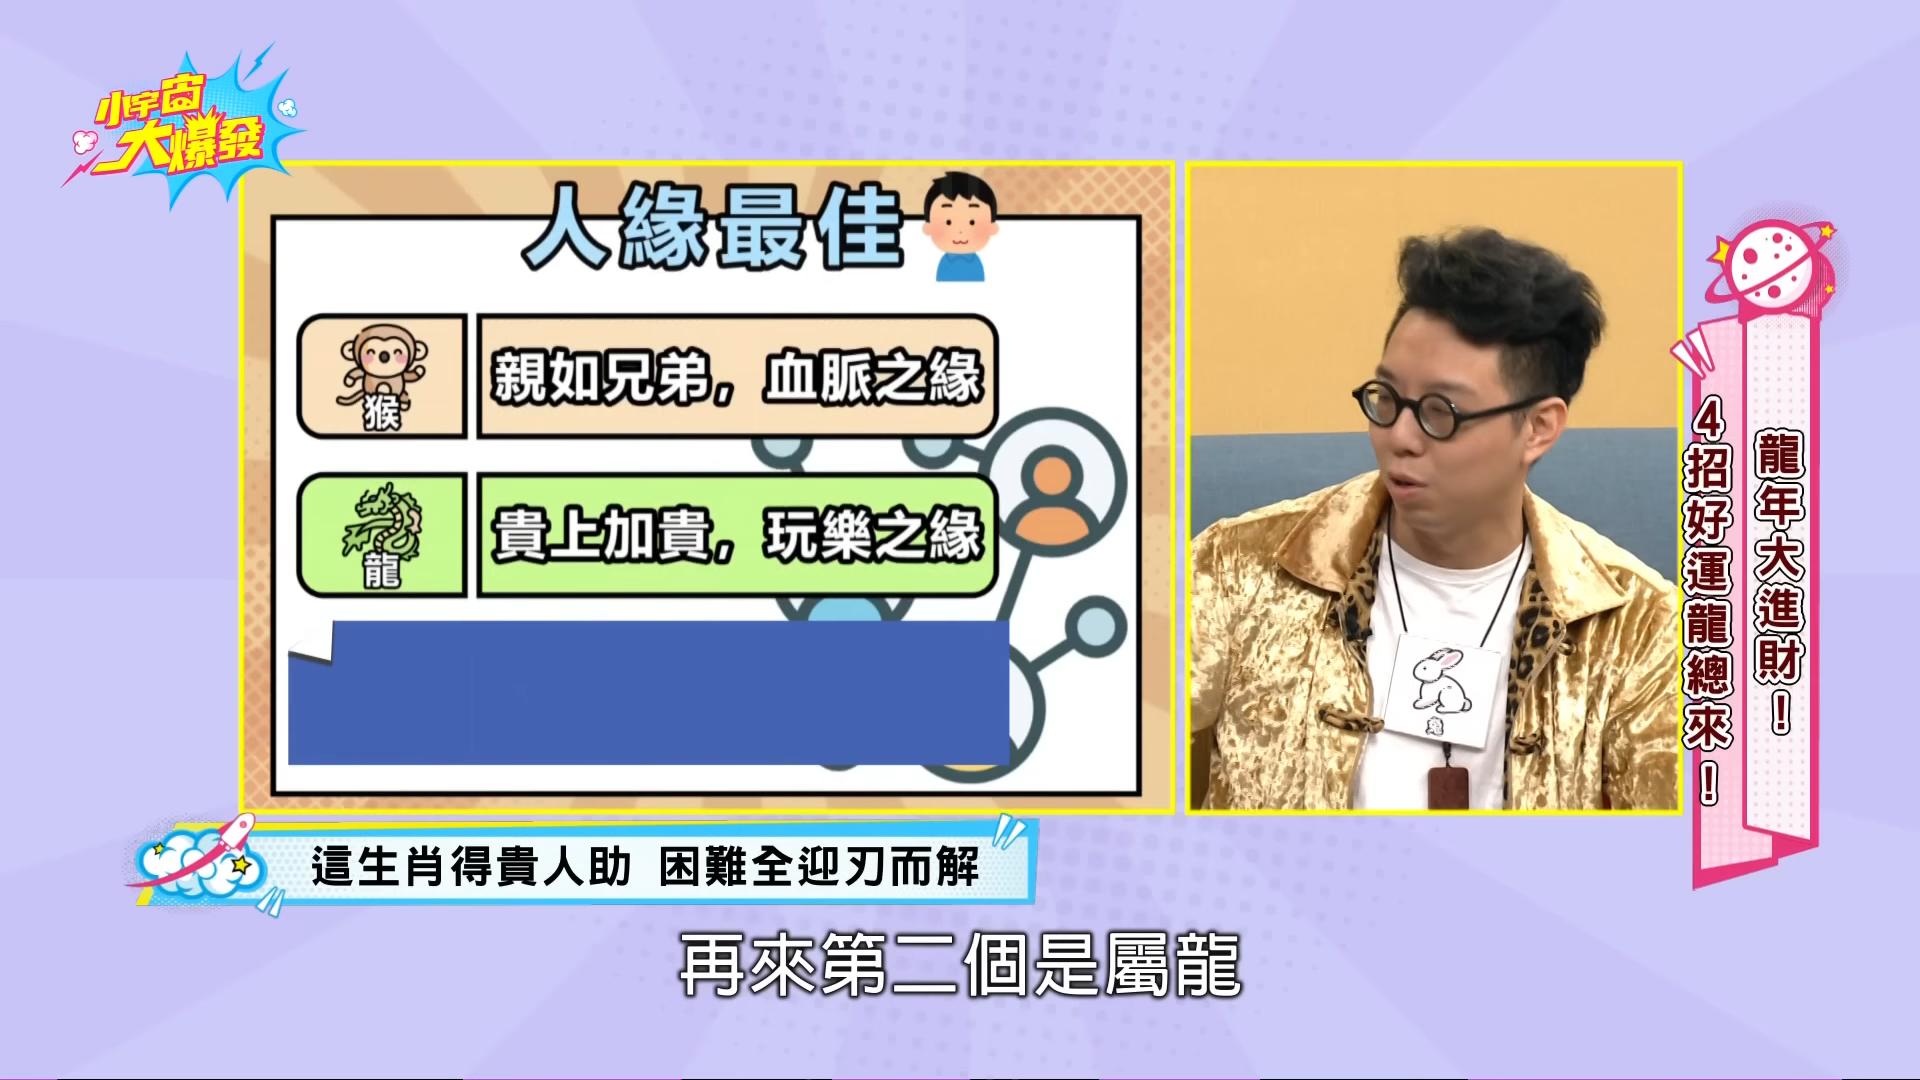 小宇宙
大爆發
人緣最佳
猴
親如兄弟，血脈之緣
龍
貴上加貴，玩樂之緣
兔
龍年大進財！
4招好運龍總來！
這生肖得貴人助 困難全迎刃而解
再來第二個是屬龍